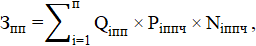 Зпп = ∑ п i=1 Qiпп × Piппч × Niппч ,